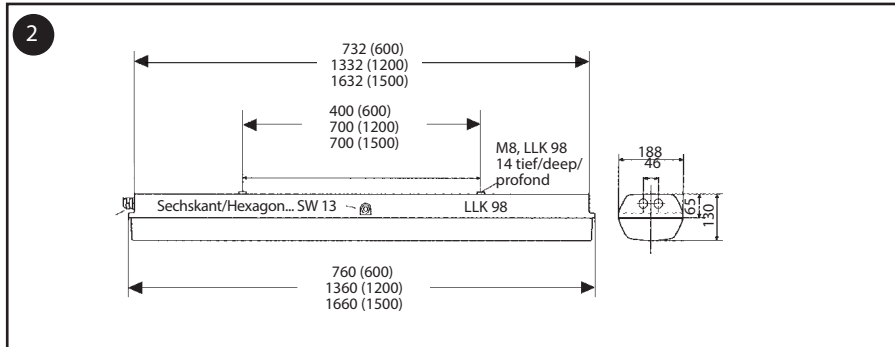 2
732 (600)
1332 (1200)
1632 (1500)
400 (600)
700 (1200)
700 (1500)
M8, LLK 98
14 tief/deep/
profond
188
46
Sechskant/Hexagon... SW 13
LLK 98
65
130
760 (600)
1360 (1200)
1660 (1500)